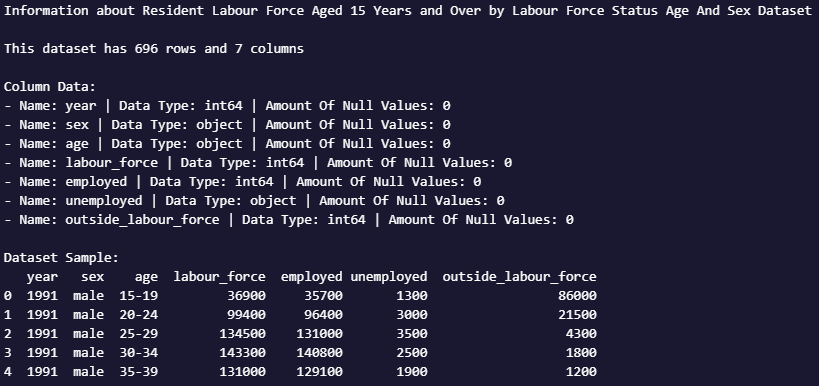 Information about Resident Labour Force Aged 15 Years and Over by Labour Force Status Age And Sex Dataset
This dataset has 696 rows and 7 columns
Column Data:
- Name: year | Data Type: int64 | Amount Of Null Values: 0
- Name: sex | Data Type: object | Amount Of Null Values: 0
- Name: age | Data Type: object | Amount Of Null Values: 0
- Name: labour_force | Data Type: int64 | Amount Of Null Values: 0
- Name: employed | Data Type: int64 | Amount Of Null Values: 0
- Name: unemployed | Data Type: object | Amount Of Null Values: 0
- Name: outside_labour_force | Data Type: int64 | Amount Of Null Values: 0
Dataset Sample:
year sex age labour_force employed unemployed outside_labour_force
0 1991 male 15-19 36900 35700 1300 86000
1 1991 male 20-24 99400 96400 3000 21500
2 1991 male 25-29 134500 131000 3500 4300
3 1991 male 30-34 143300 140800 2500 1800
4 1991 male 35-39 131000 129100 1900 1200